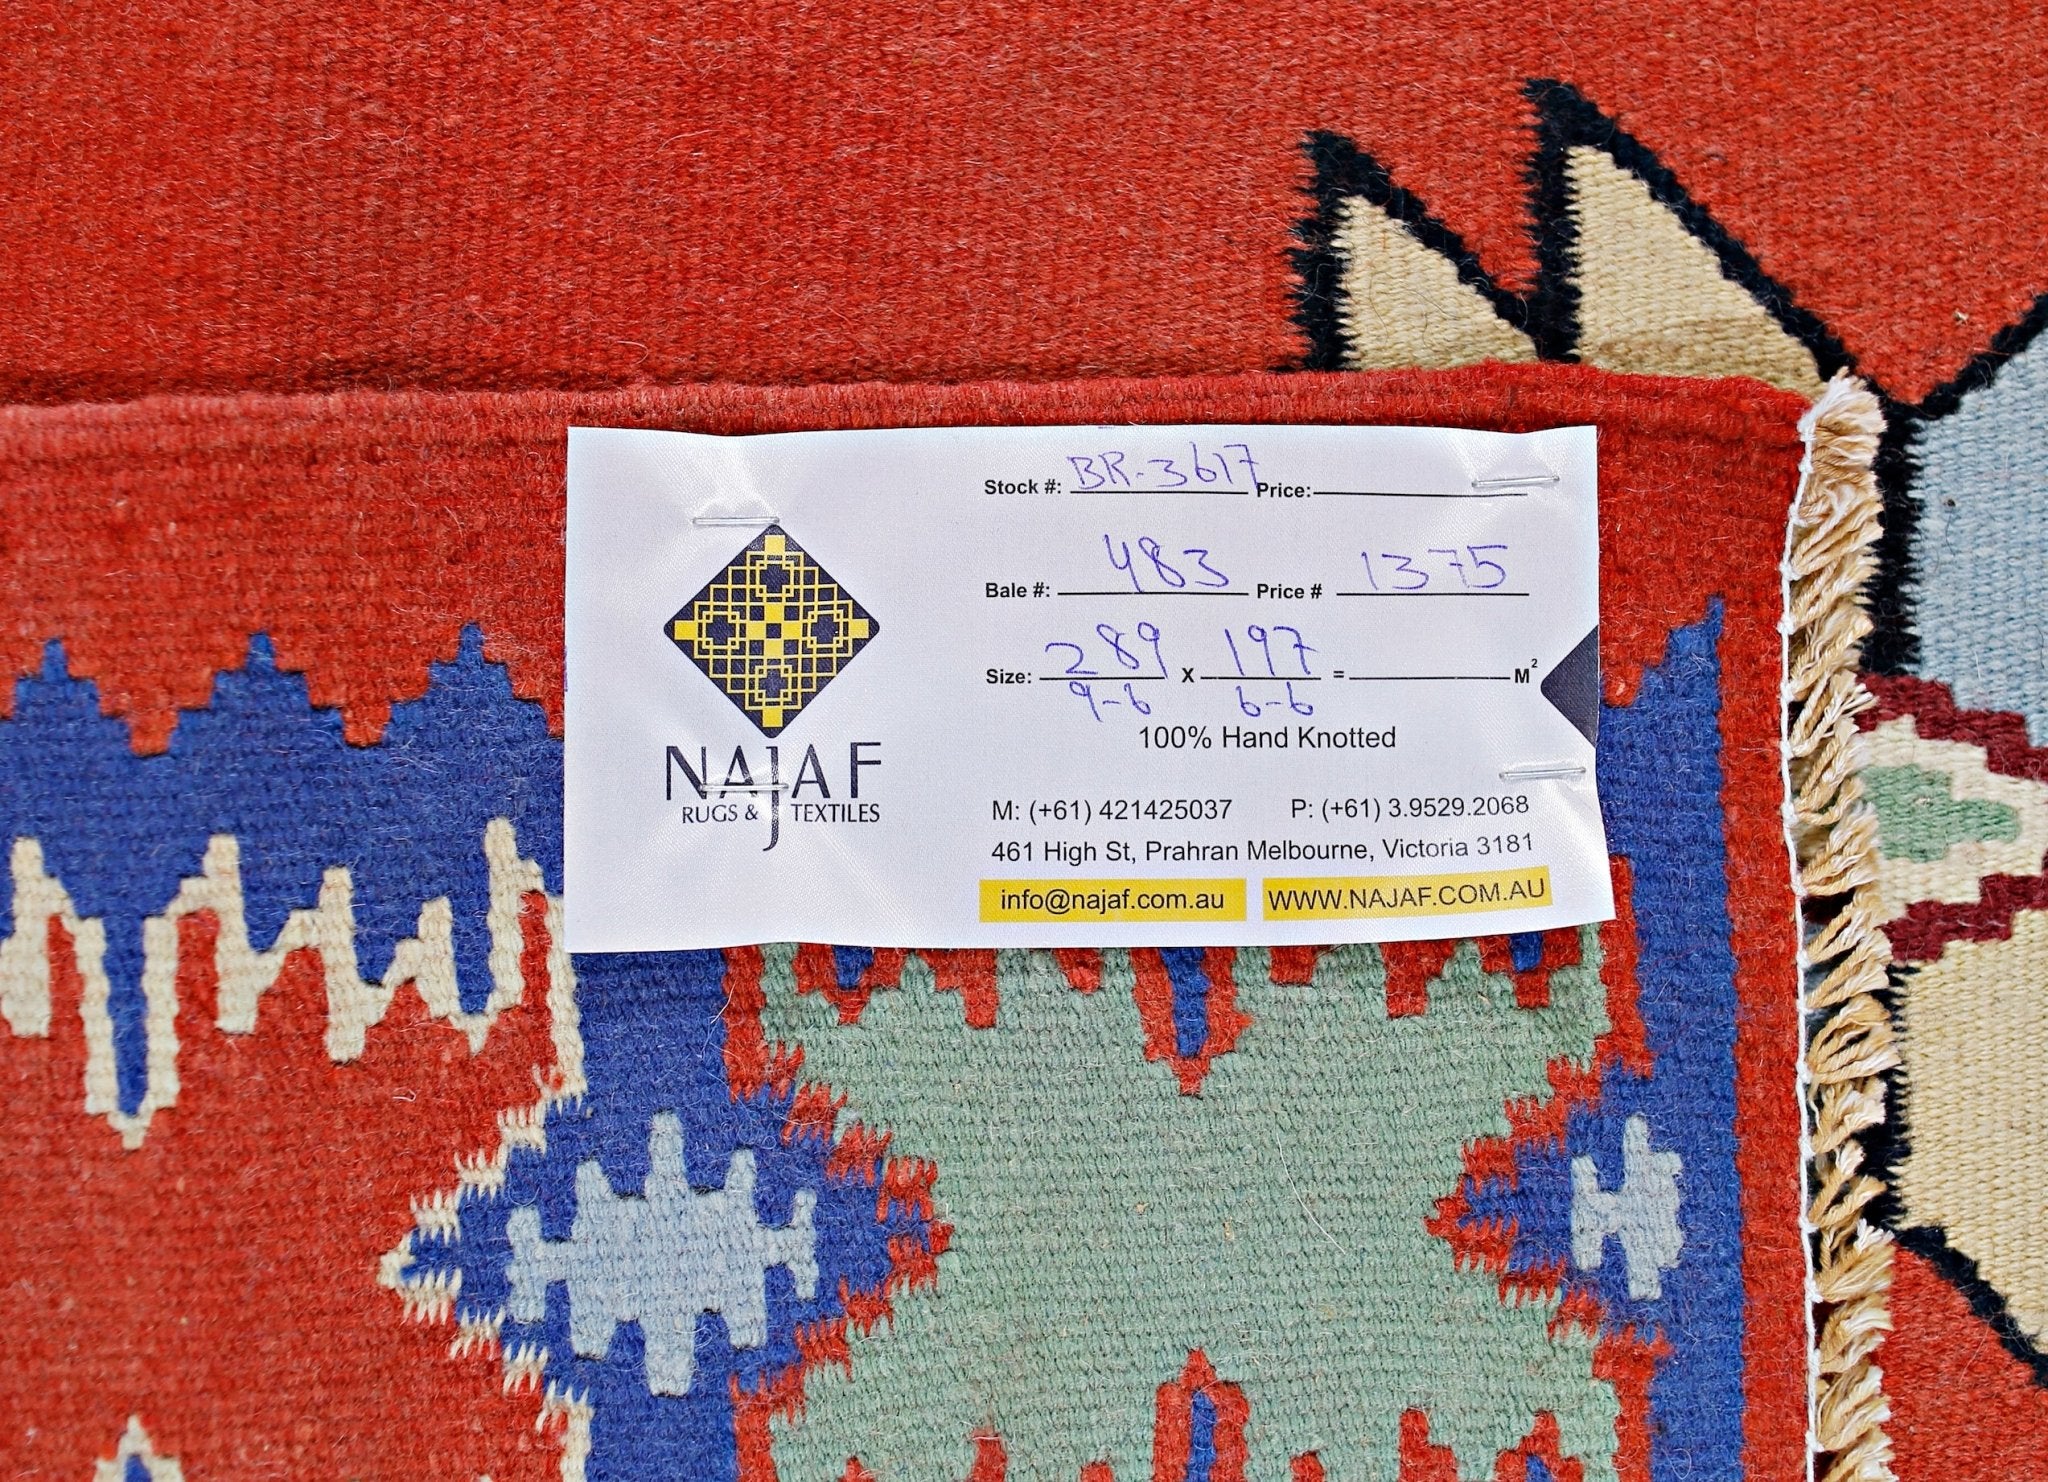 NAJAF
RUGS & TEXTILES
Stock #: BR-3617 Price:
Bale #: 483 Price # 1375
Size: 289 X 197 = M²
9-6 6-6
100% Hand Knotted
M: (+61) 421425037 P: (+61) 3.9529.2068
461 High St, Prahran Melbourne, Victoria 3181
info@najaf.com.au WWW.NAJAF.COM.AU